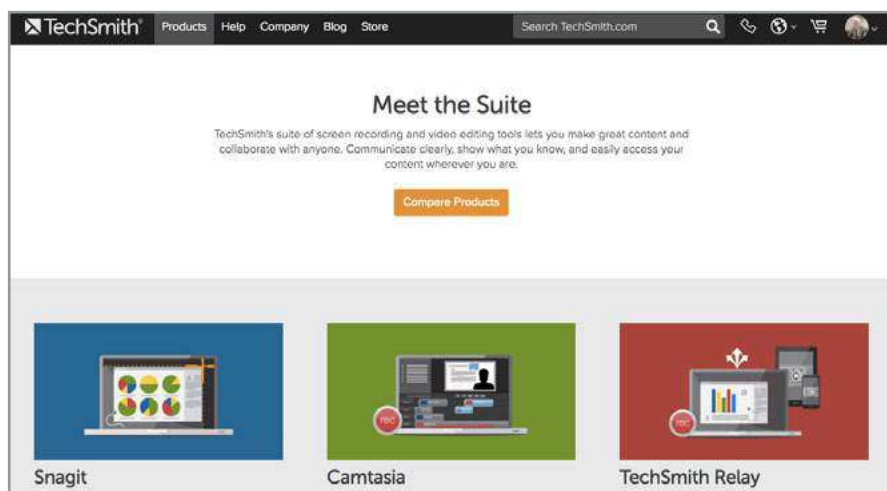 TechSmith® Products Help Company Blog Store Search TechSmith.com
Meet the Suite
TechSmith's suite of screen recording and video editing tools lets you make great content and
collaborate with anyone. Communicate clearly, show what you know, and easily access your
content wherever you are.
Compare Products
rec
rec
Snagit Camtasia TechSmith Relay